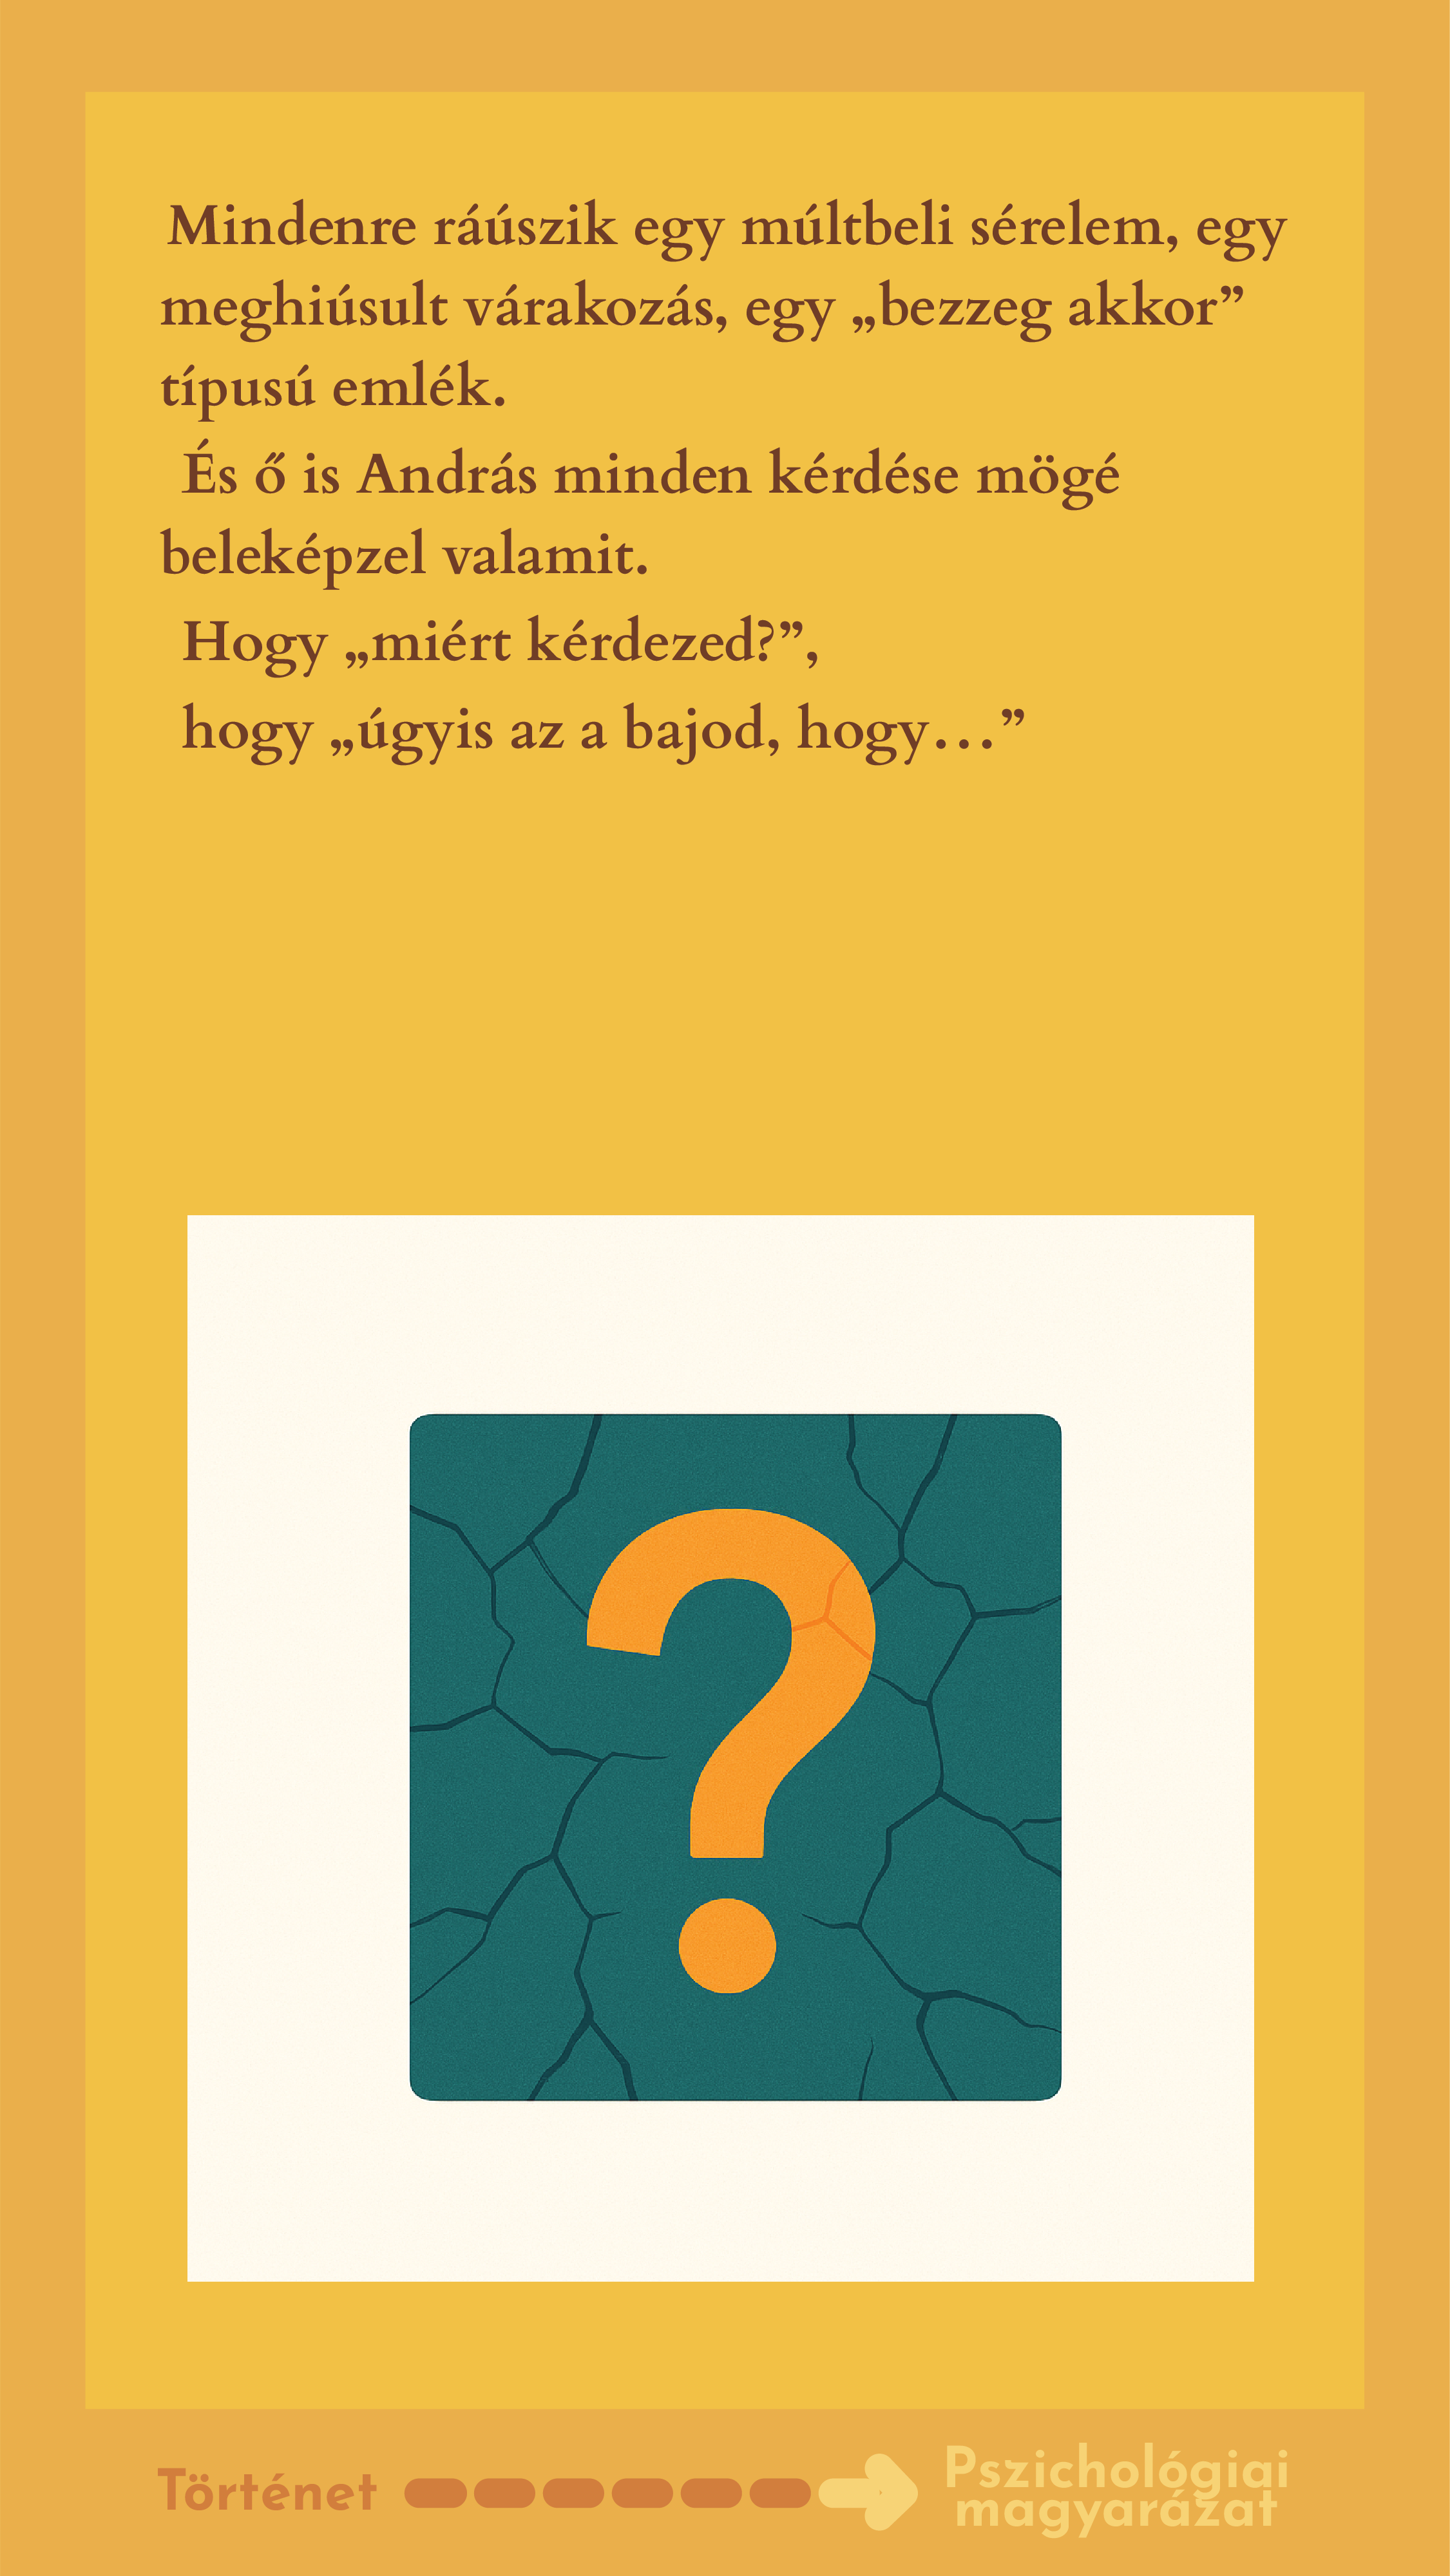 Mindenre ráúszik egy múltbeli sérelem, egy
meghiúsult várakozás, egy „bezzeg akkor”
típusú emlék.
És ő is András minden kérdése mögé
beleképzel valamit.
Hogy „miért kérdezed?”,
hogy „úgyis az a bajod, hogy…”
?
Történet
Pszichológiai
magyarázat